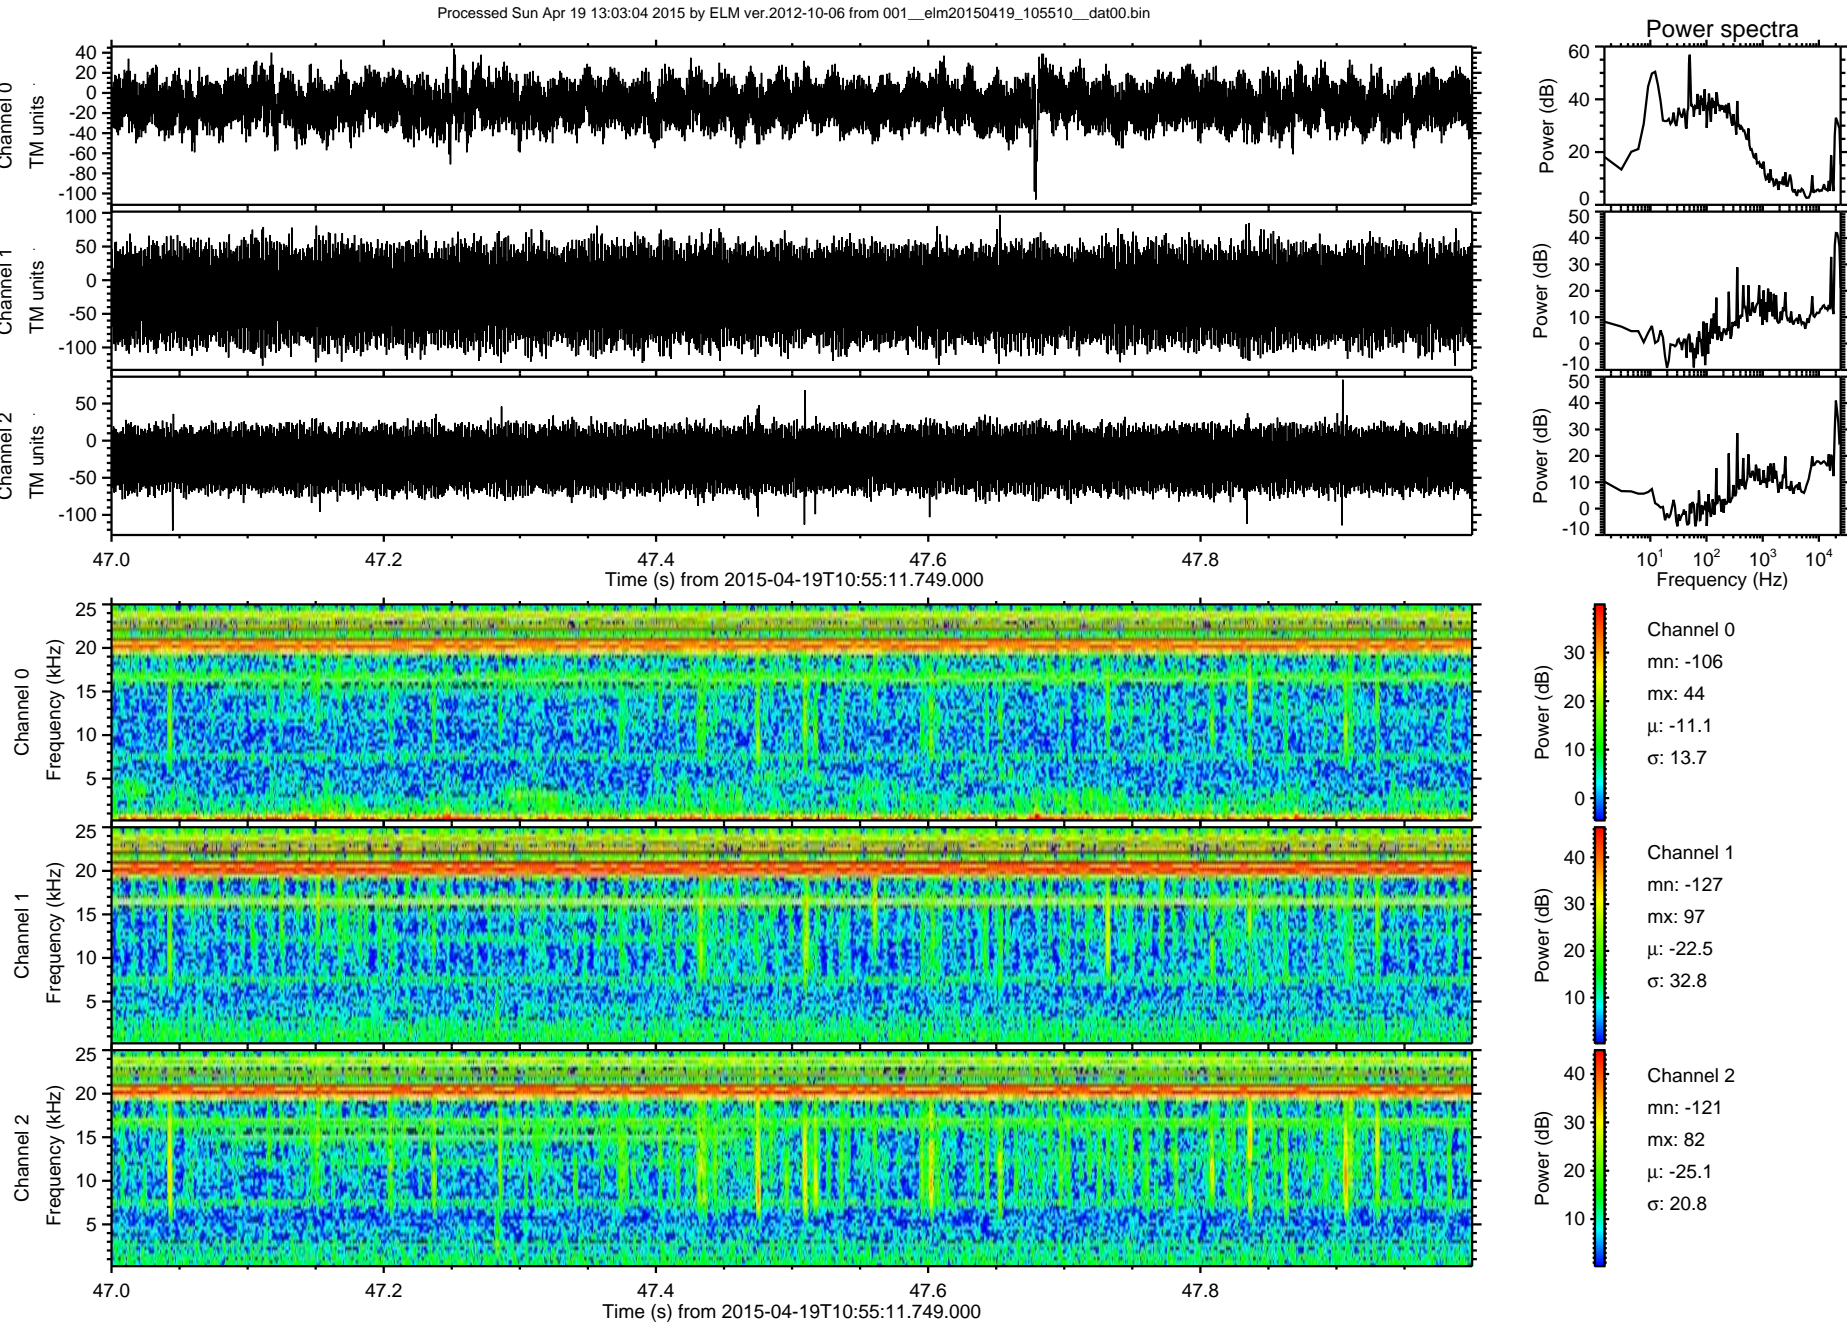 Processed Sun Apr 19 13:03:04 2015 by ELM ver.2012-10-06 from 001__elm20150419_105510__dat00.bin
Power spectra
Channel 0
TM units
40
20
0
-20
-40
-60
-80
-100
Power (dB)
60
40
20
0
Channel 1
TM units
100
50
0
-50
-100
Power (dB)
50
40
30
20
10
0
-10
Channel 2
TM units
50
0
-50
-100
Power (dB)
50
40
30
20
10
0
-10
47.0 47.2 47.4 47.6 47.8
Time (s) from 2015-04-19T10:55:11.749.000
10¹ 10² 10³ 10⁴
Frequency (Hz)
Channel 0
Frequency (kHz)
25
20
15
10
5
Power (dB)
30
20
10
0
Channel 0
mn: -106
mx: 44
μ: -11.1
σ: 13.7
Channel 1
Frequency (kHz)
25
20
15
10
5
Power (dB)
40
30
20
10
Channel 1
mn: -127
mx: 97
μ: -22.5
σ: 32.8
Channel 2
Frequency (kHz)
25
20
15
10
5
Power (dB)
40
30
20
10
Channel 2
mn: -121
mx: 82
μ: -25.1
σ: 20.8
47.0 47.2 47.4 47.6 47.8
Time (s) from 2015-04-19T10:55:11.749.000